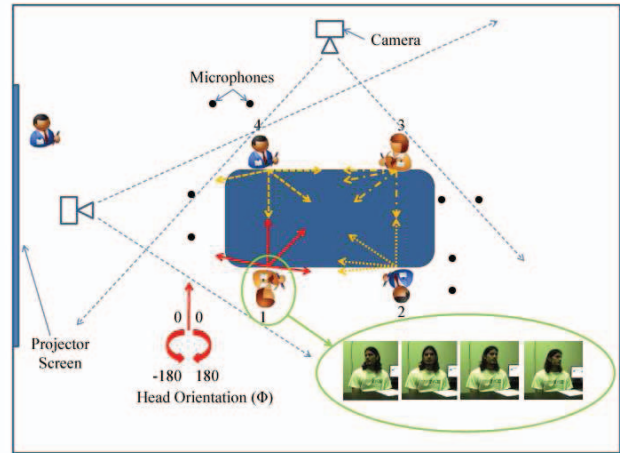 Camera
Microphones
4
3
1
2
0 0
Projector
Screen
-180 180
Head Orientation (Φ)